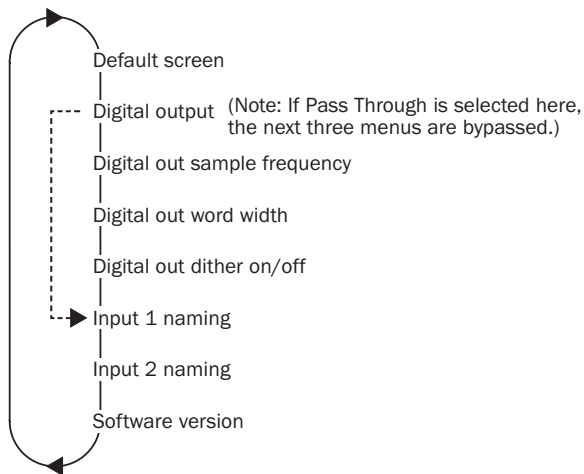 Default screen
Digital output (Note: If Pass Through is selected here,
the next three menus are bypassed.)
Digital out sample frequency
Digital out word width
Digital out dither on/off
Input 1 naming
Input 2 naming
Software version